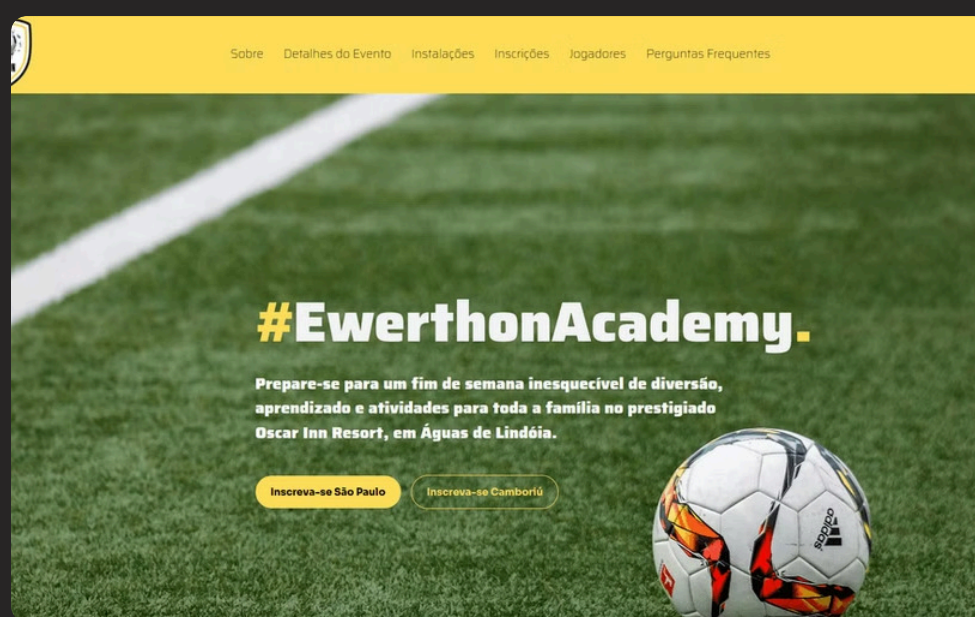 Sobre Detalhes do Evento Instalações Inscrições Jogadores Perguntas Frequentes
#EwerthonAcademy.
Prepare-se para um fim de semana inesquecível de diversão,
aprendizado e atividades para toda a família no prestigiado
Oscar Inn Resort, em Águas de Lindóia.
Inscreva-se São Paulo Inscreva-se Camboriú
adidas